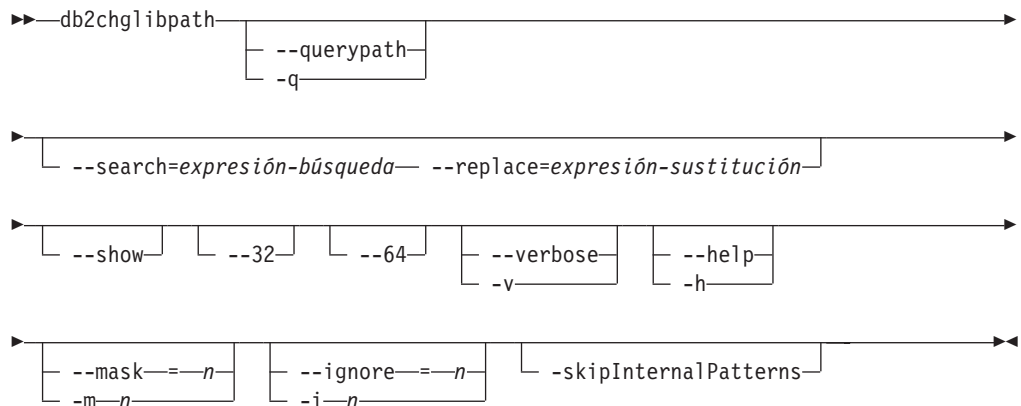 db2chglibpath
--querypath
-q
--search=expresión-búsqueda --replace=expresión-sustitución
--show --32 --64 --verbose --help
-v -h
--mask = n --ignore = n -skipInternalPatterns
-m n -i n